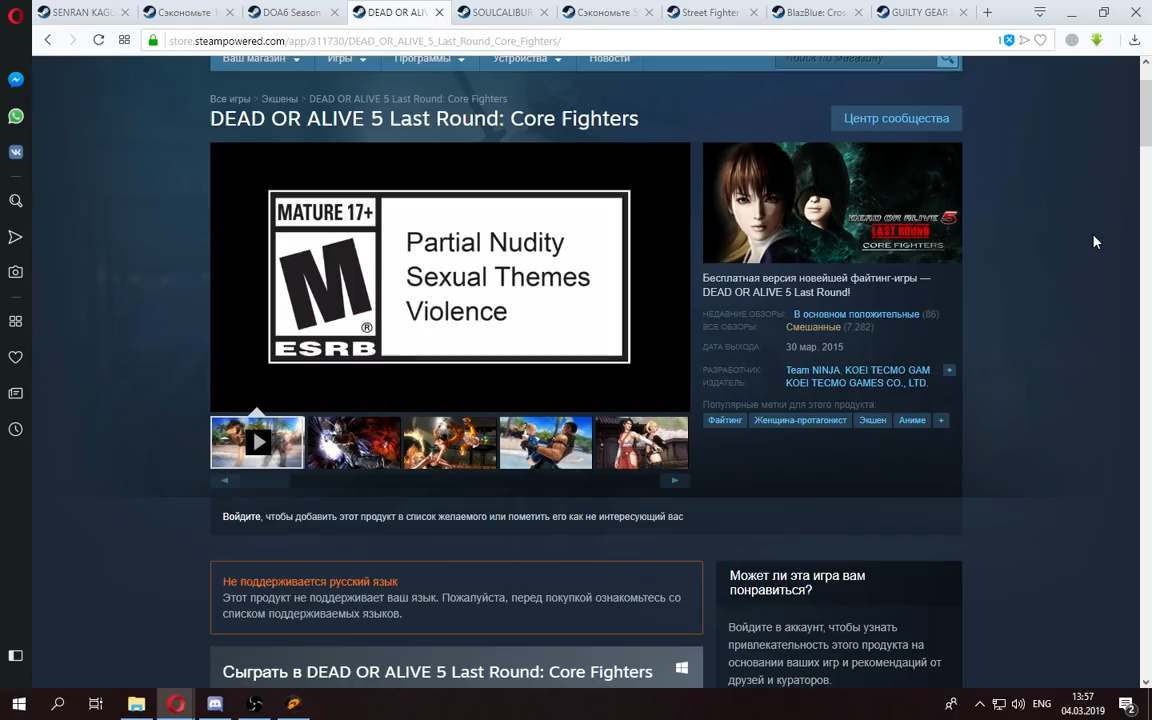 SENRAN KAGU
Сэкономьте 1
DOA6 Season
DEAD OR ALIV
SOULCALIBUR
Сэкономьте 5
Street Fighter
BlazBlue: Cros
GUILTY GEAR
store.steampowered.com/app/311730/DEAD_OR_ALIVE_5_Last_Round_Core_Fighters/
1
Ваш магазин Игры Программы Устройства Новости поиск по магазину
Все игры > Экшены > DEAD OR ALIVE 5 Last Round: Core Fighters
DEAD OR ALIVE 5 Last Round: Core Fighters
Центр сообщества
MATURE 17+
M
®
ESRB
Partial Nudity
Sexual Themes
Violence
DEAD OR ALIVE 5
LAST ROUND
CORE FIGHTERS
Бесплатная версия новейшей файтинг-игры —
DEAD OR ALIVE 5 Last Round!
НЕДАВНИЕ ОБЗОРЫ: В основном положительные (86)
ВСЕ ОБЗОРЫ: Смешанные (7,282)
ДАТА ВЫХОДА: 30 мар. 2015
РАЗРАБОТЧИК: Team NINJA, KOEI TECMO GAM... +
ИЗДАТЕЛЬ: KOEI TECMO GAMES CO., LTD.
Популярные метки для этого продукта:
Файтинг Женщина-протагонист Экшен Аниме +
Войдите, чтобы добавить этот продукт в список желаемого или пометить его как не интересующий вас
Не поддерживается русский язык
Этот продукт не поддерживает ваш язык. Пожалуйста, перед покупкой ознакомьтесь со
списком поддерживаемых языков.
Может ли эта игра вам
понравиться?
Войдите в аккаунт, чтобы узнать
привлекательность этого продукта на
основании ваших игр и рекомендаций от
друзей и кураторов.
Сыграть в DEAD OR ALIVE 5 Last Round: Core Fighters
ENG
13:57
04.03.2019
2